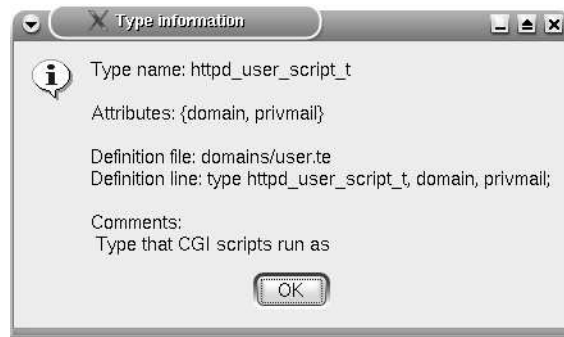 Type information
Type name: httpd_user_script_t
Attributes: {domain, privmail}
Definition file: domains/user.te
Definition line: type httpd_user_script_t, domain, privmail;
Comments:
Type that CGI scripts run as
OK